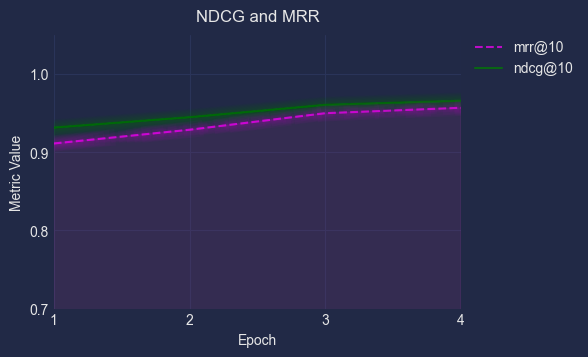 NDCG and MRR
mrr@10
ndcg@10
Metric Value
1.0
0.9
0.8
0.7
1 2 3 4
Epoch